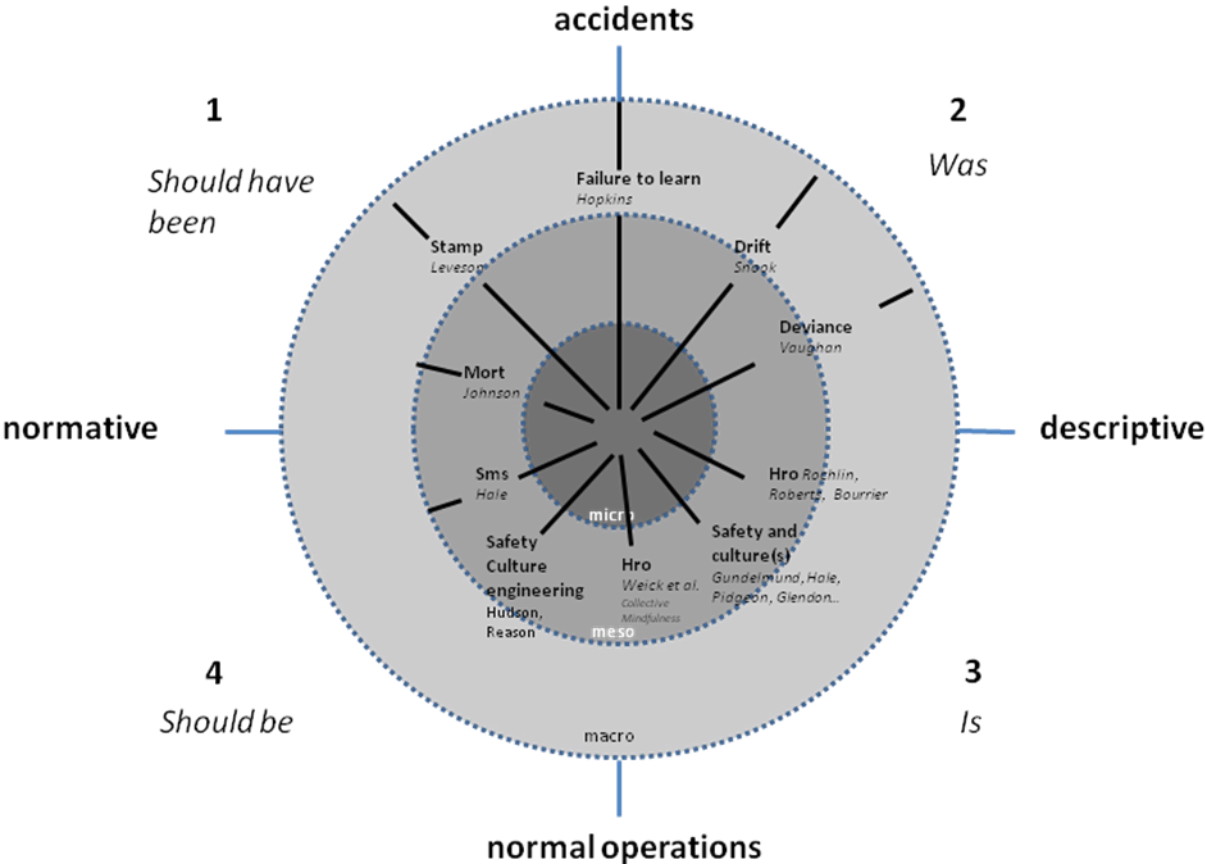 accidents
1
2
Should have
been
Was
Failure to learn
Hopkins
Stamp
Leveson
Drift
Snook
Deviance
Vaughan
Mort
Johnson
normative
descriptive
Sms
Hale
Hro Rochlin,
Roberts, Bourrier
micro
Safety
Culture
engineering
Hudson,
Reason
Hro
Weick et al.
Collective
Mindfulness
Safety and
culture(s)
Gundelmund, Hale,
Pidgeon, Glendon...
meso
4
3
Should be
Is
macro
normal operations